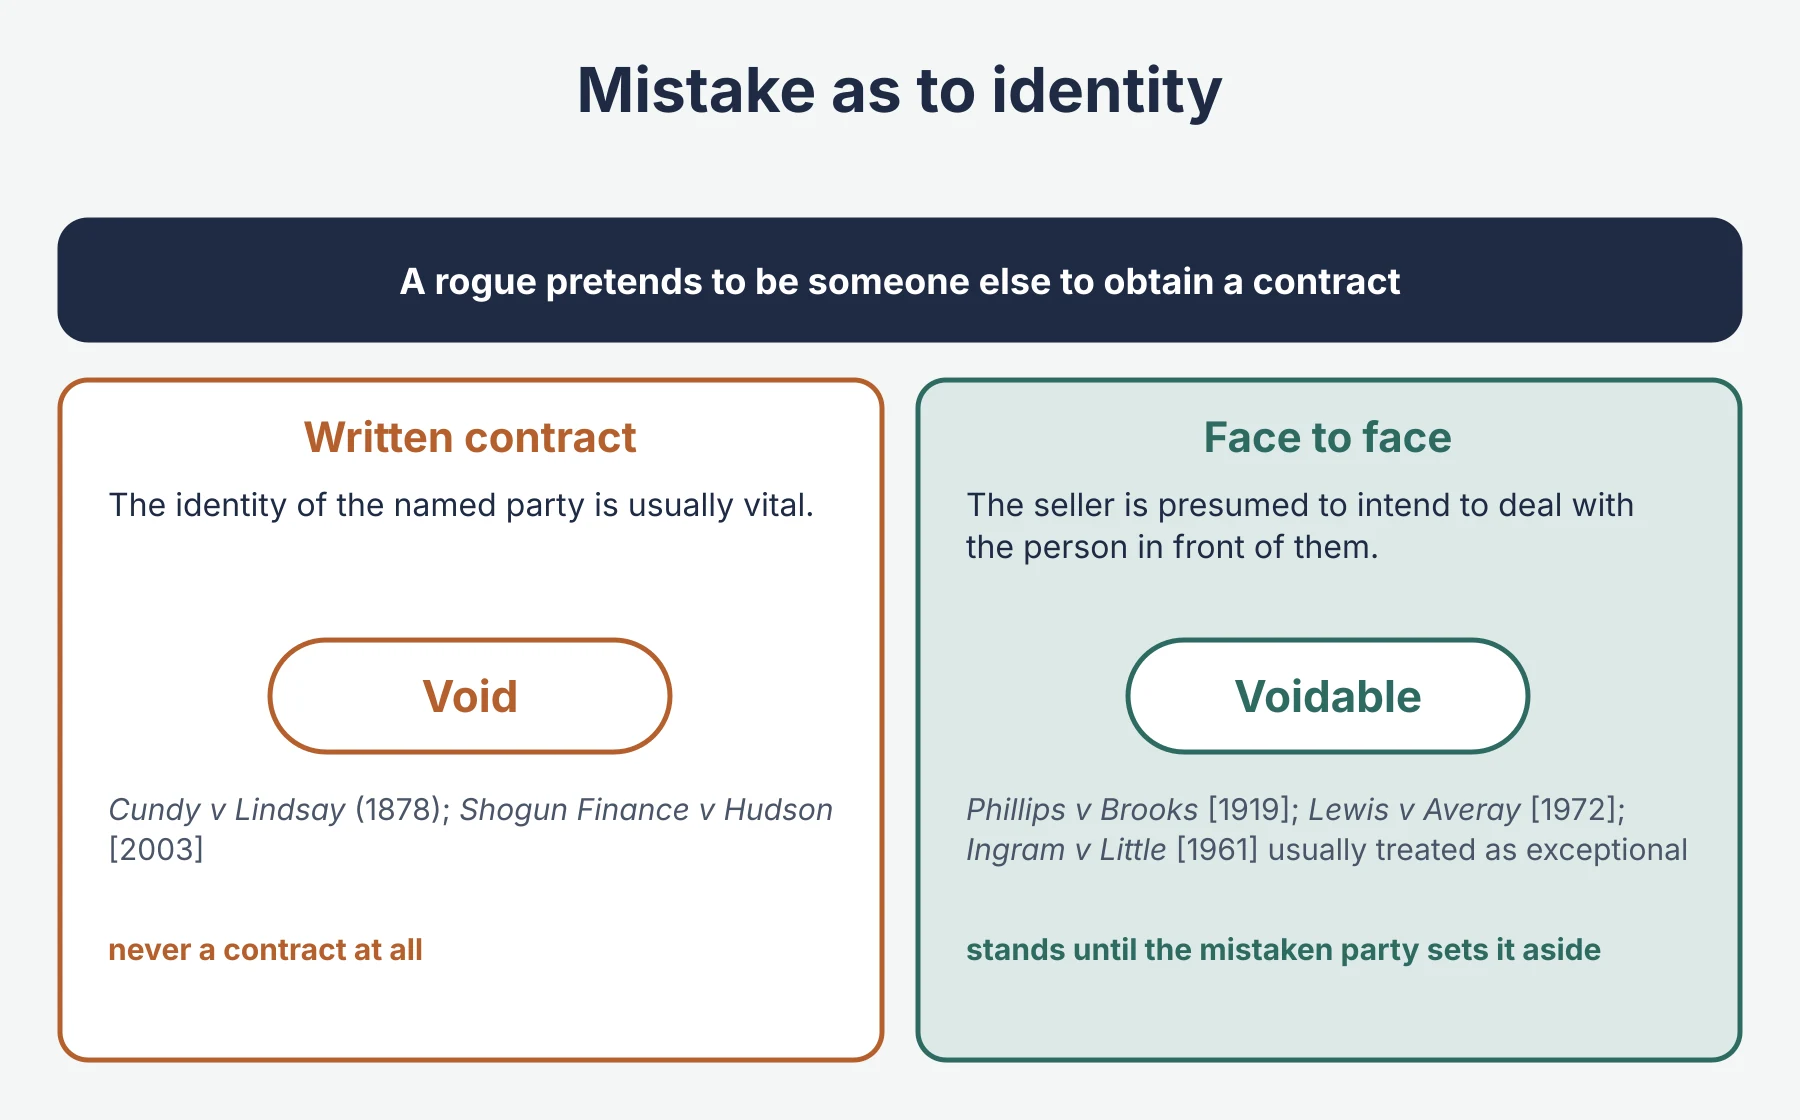 Mistake as to identity
A rogue pretends to be someone else to obtain a contract
Written contract
The identity of the named party is usually vital.
Void
Cundy v Lindsay (1878); Shogun Finance v Hudson
[2003]
never a contract at all
Face to face
The seller is presumed to intend to deal with
the person in front of them.
Voidable
Phillips v Brooks [1919]; Lewis v Averay [1972];
Ingram v Little [1961] usually treated as exceptional
stands until the mistaken party sets it aside